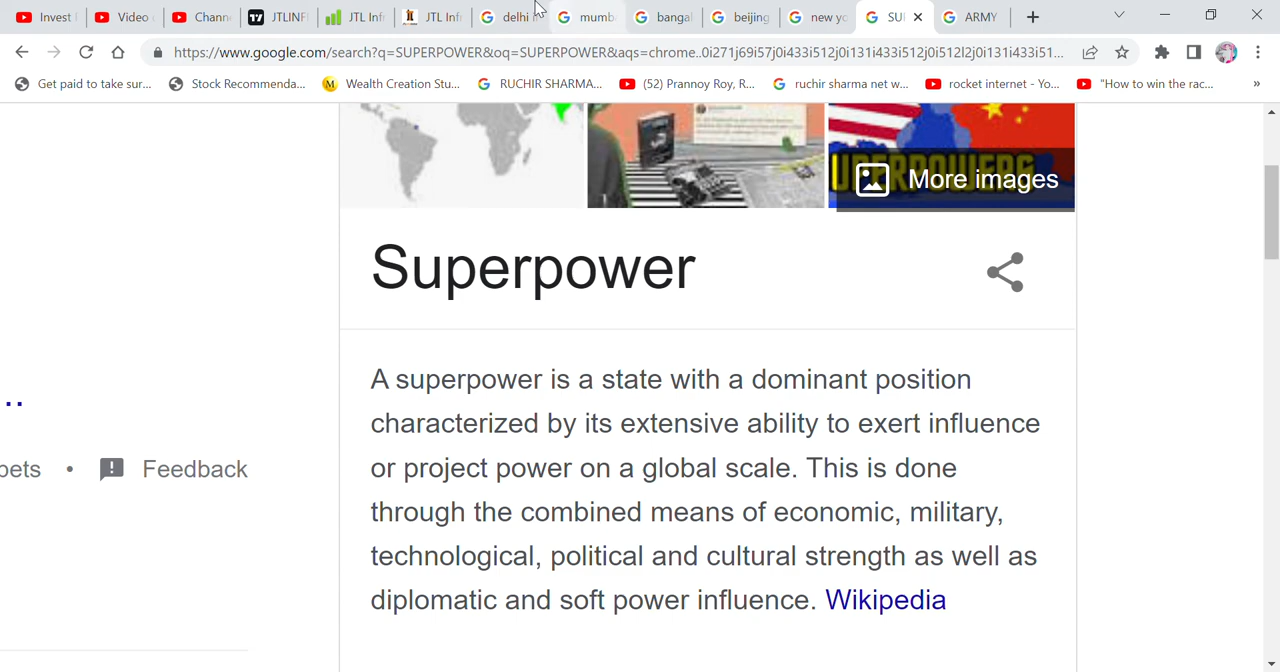 Invest
Video
Chann
JTLINF
JTL Inf
JTL Inf
delhi
mumb
bangal
beijing
new yo
SU
ARMY
https://www.google.com/search?q=SUPERPOWER&oq=SUPERPOWER&aqs=chrome..0i271j69i57j0i433i512j0i131i433i512j0i512l2j0i131i433i51...
Get paid to take sur...
Stock Recommenda...
Wealth Creation Stu...
RUCHIR SHARMA...
(52) Prannoy Roy, R...
ruchir sharma net w...
rocket internet - Yo...
"How to win the rac...
»
More images
Superpower
A superpower is a state with a dominant position
characterized by its extensive ability to exert influence
or project power on a global scale. This is done
through the combined means of economic, military,
technological, political and cultural strength as well as
diplomatic and soft power influence. Wikipedia
..
pets • Feedback